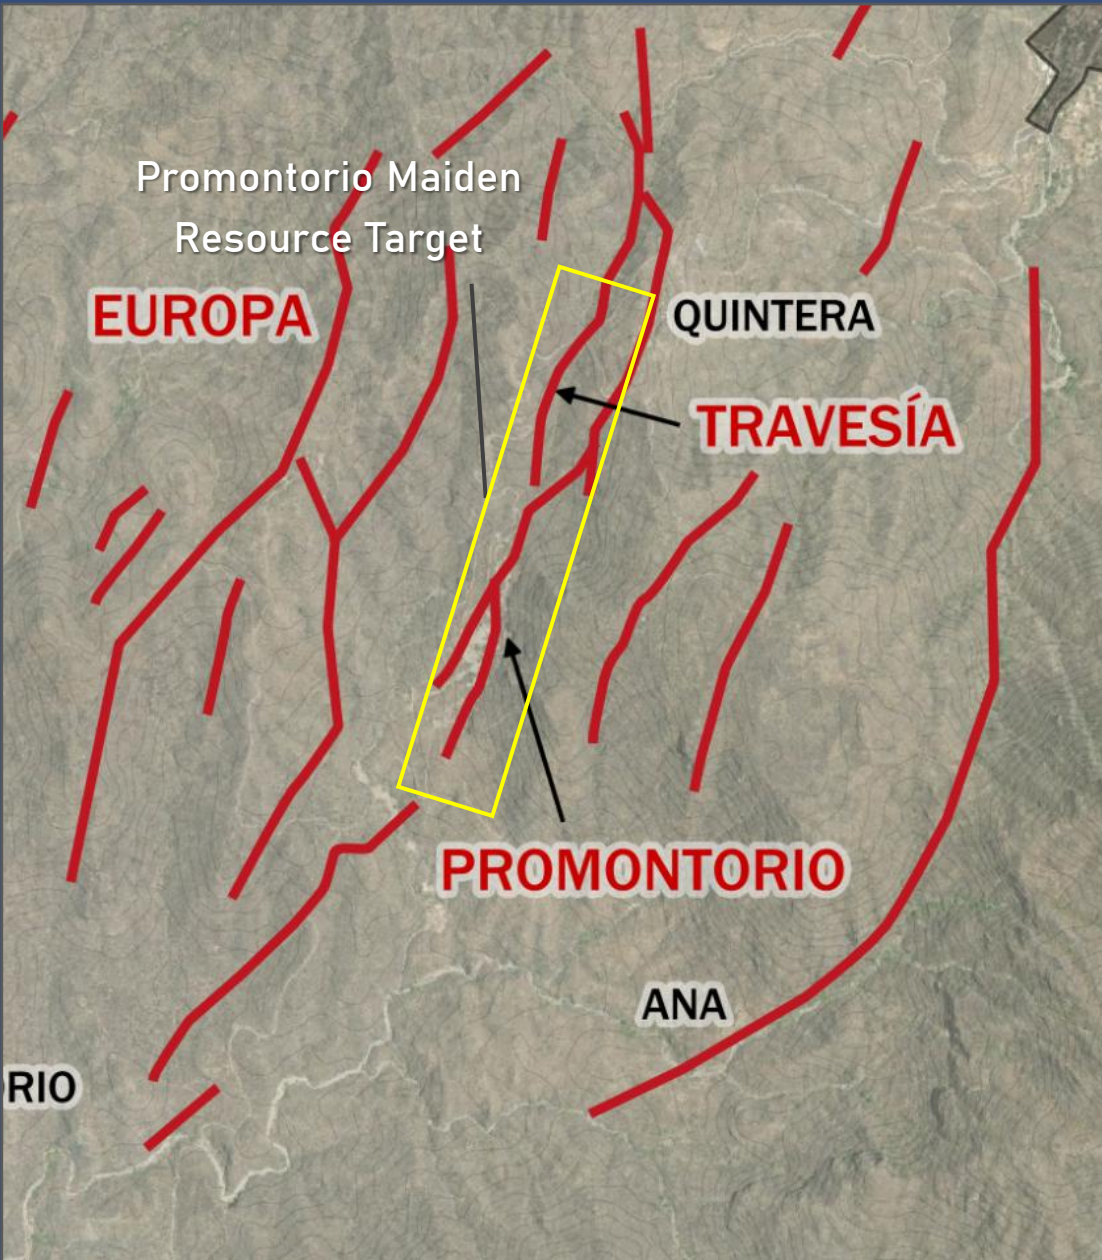 Promontorio Maiden
Resource Target
EUROPA
QUINTERA
TRAVESÍA
PROMONTORIO
ANA
RIO